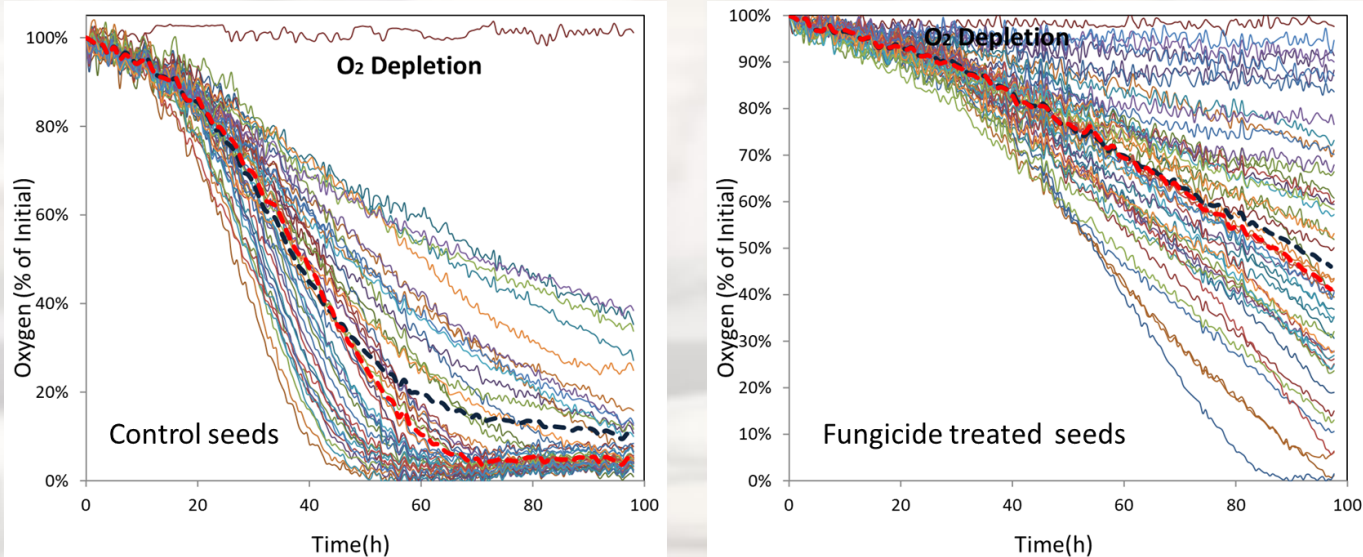 O₂ Depletion
100%
80%
60%
40%
20%
0%
Oxygen (% of Initial)
Control seeds
0 20 40 60 80 100
Time(h)
O₂ Depletion
100%
90%
80%
70%
60%
50%
40%
30%
20%
10%
0%
Oxygen (% of Initial)
Fungicide treated seeds
0 20 40 60 80 100
Time(h)